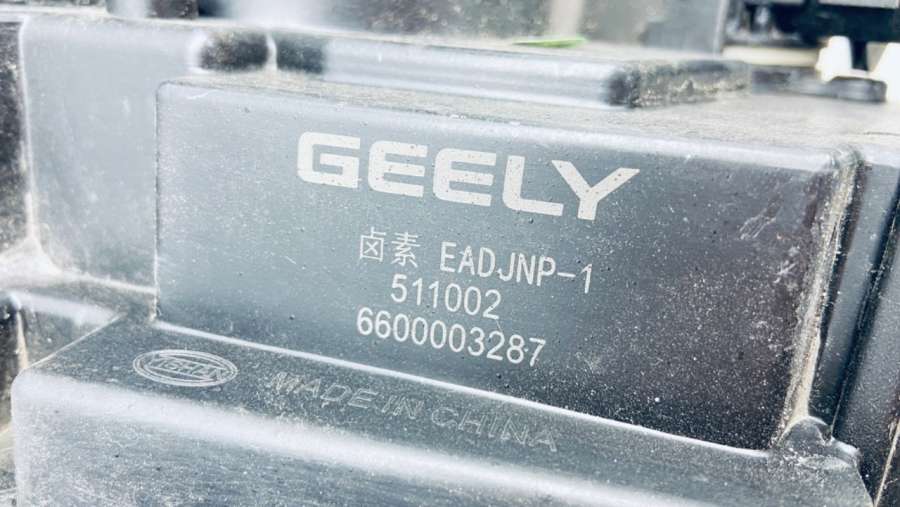 GEELY
卤素 EADJNP-1
511002
6600003287
MADE IN CHINA